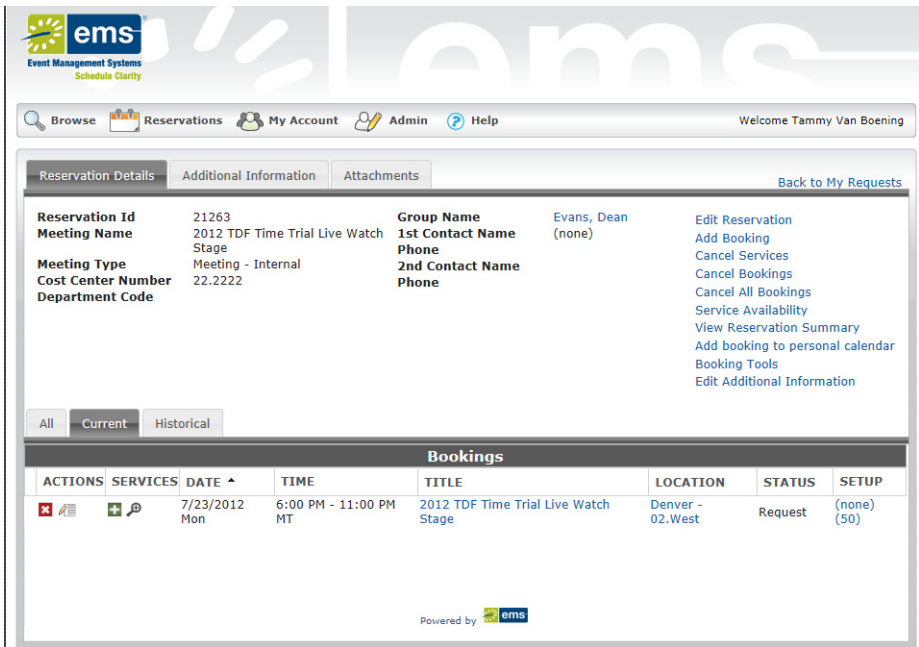 ems
Event Management Systems
Schedule Clarity
ems
Browse Reservations My Account Admin Help Welcome Tammy Van Boening
Reservation Details Additional Information Attachments
Back to My Requests
Reservation Id 21263 Group Name Evans, Dean Edit Reservation
Meeting Name 2012 TDF Time Trial Live Watch 1st Contact Name (none) Add Booking
Stage Phone Cancel Services
Meeting Type Meeting - Internal 2nd Contact Name Cancel Bookings
Cost Center Number 22.2222 Phone Cancel All Bookings
Department Code Service Availability
View Reservation Summary
Add booking to personal calendar
Booking Tools
Edit Additional Information
All Current Historical
Bookings
ACTIONS SERVICES DATE TIME TITLE LOCATION STATUS SETUP
7/23/2012 6:00 PM - 11:00 PM 2012 TDF Time Trial Live Watch Denver - Request (none)
Mon MT Stage 02.West (50)
Powered by ems